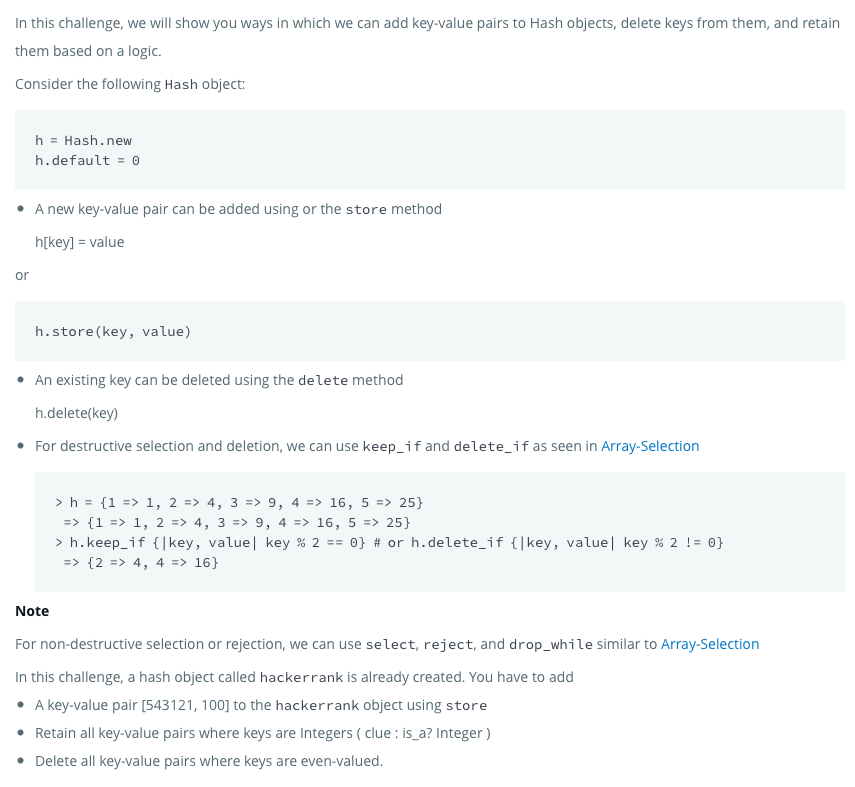 In this challenge, we will show you ways in which we can add key-value pairs to Hash objects, delete keys from them, and retain
them based on a logic.
Consider the following Hash object:
h = Hash.new
h.default = 0
• A new key-value pair can be added using or the store method
h[key] = value
or
h.store(key, value)
• An existing key can be deleted using the delete method
h.delete(key)
• For destructive selection and deletion, we can use keep_if and delete_if as seen in Array-Selection
> h = {1 => 1, 2 => 4, 3 => 9, 4 => 16, 5 => 25}
=> {1 => 1, 2 => 4, 3 => 9, 4 => 16, 5 => 25}
> h.keep_if {|key, value| key % 2 == 0} # or h.delete_if {|key, value| key % 2 != 0}
=> {2 => 4, 4 => 16}
Note
For non-destructive selection or rejection, we can use select, reject, and drop_while similar to Array-Selection
In this challenge, a hash object called hackerrank is already created. You have to add
• A key-value pair [543121, 100] to the hackerrank object using store
• Retain all key-value pairs where keys are Integers ( clue : is_a? Integer )
• Delete all key-value pairs where keys are even-valued.